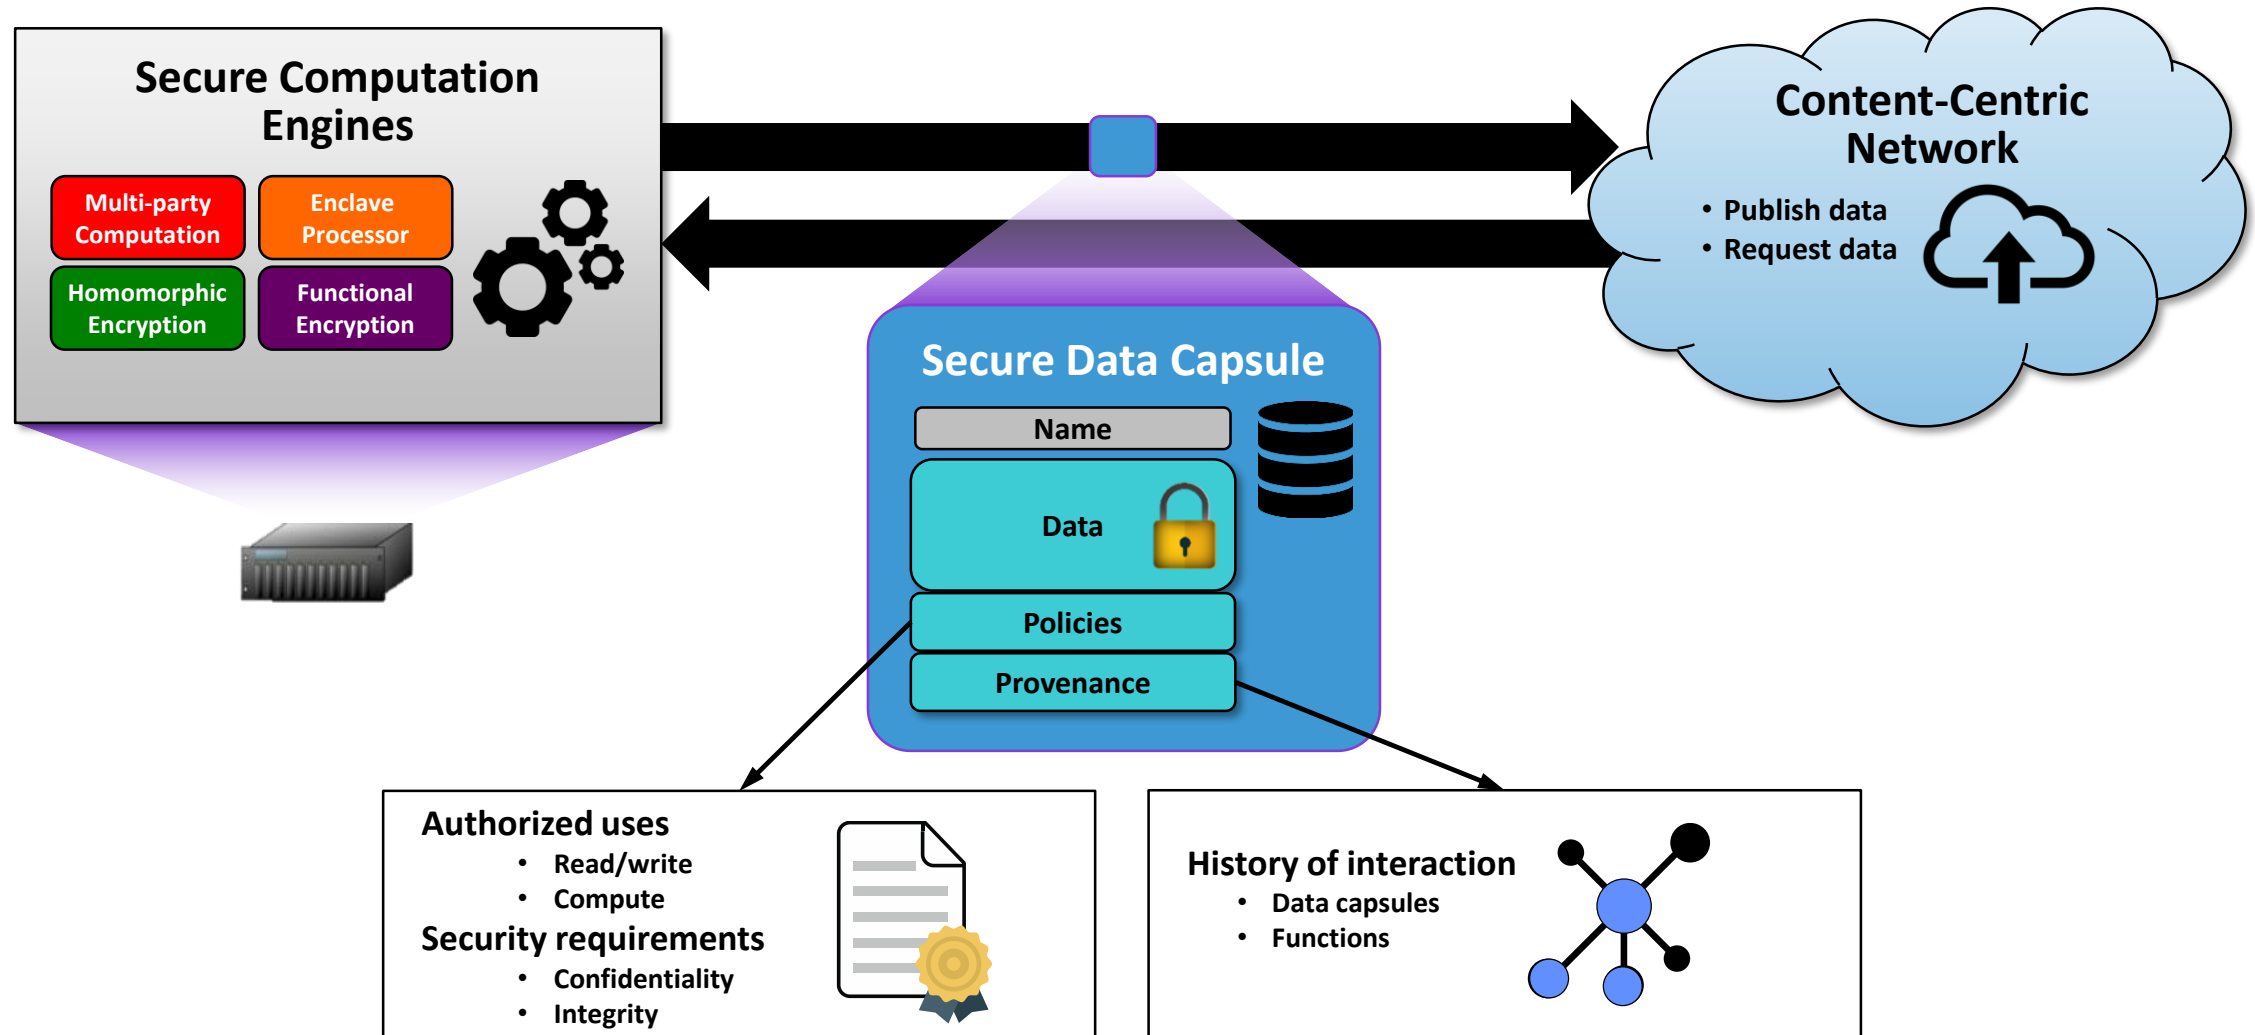 Secure Computation
Engines
Multi-party
Computation
Enclave
Processor
Homomorphic
Encryption
Functional
Encryption
Content-Centric
Network
• Publish data
• Request data
Secure Data Capsule
Name
Data
Policies
Provenance
Authorized uses
• Read/write
• Compute
Security requirements
• Confidentiality
• Integrity
History of interaction
• Data capsules
• Functions